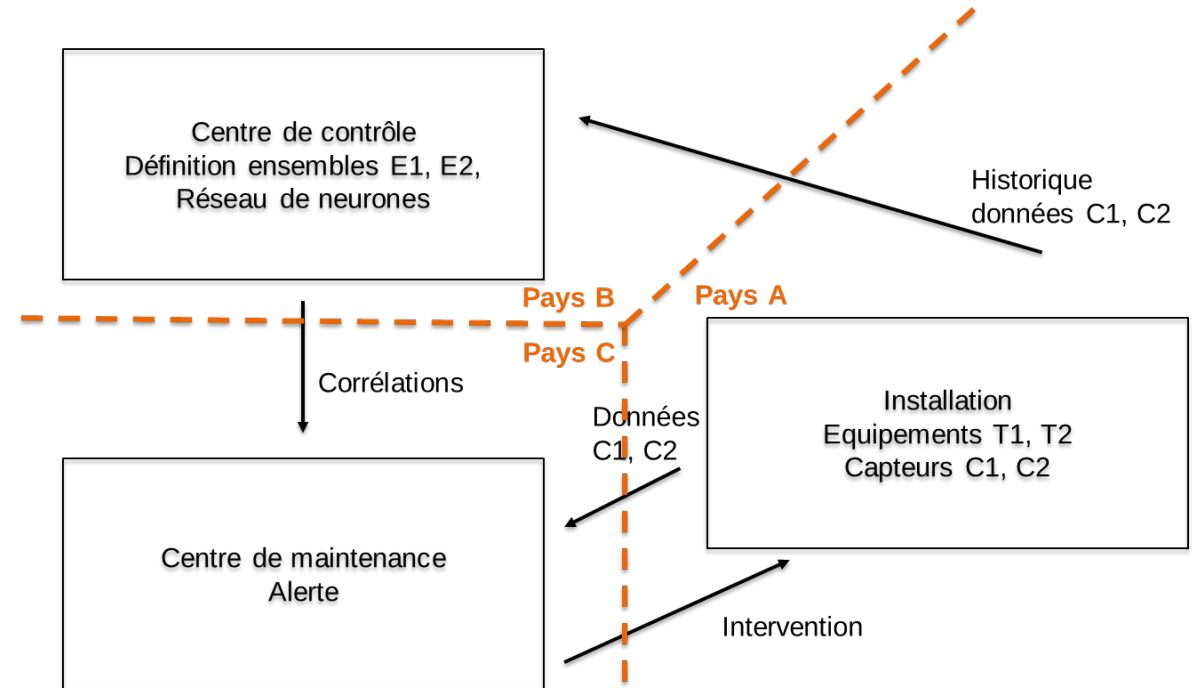 Centre de contrôle
Définition ensembles E1, E2,
Réseau de neurones
Historique
données C1, C2
Pays B
Pays A
Pays C
Corrélations
Données
C1, C2
Installation
Equipements T1, T2
Capteurs C1, C2
Centre de maintenance
Alerte
Intervention